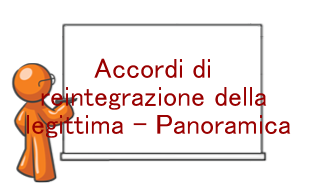 Accordi di
reintegrazione della
legittima - Panoramica